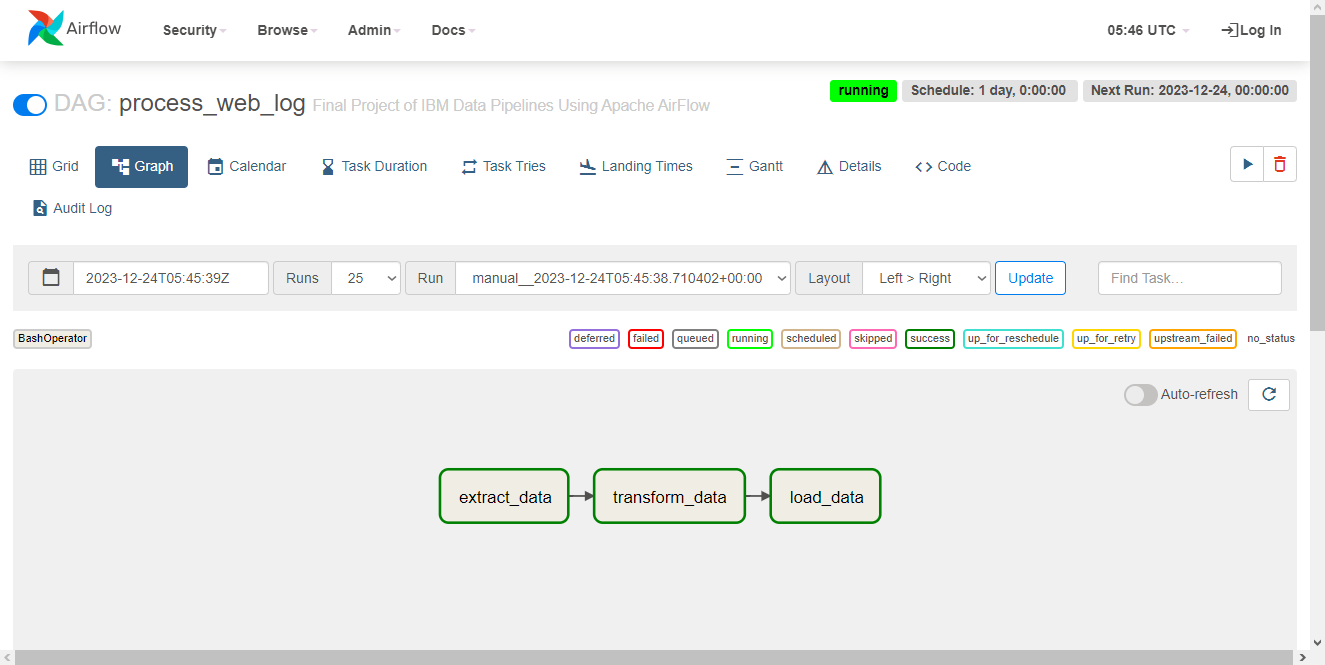 Airflow Security Browse Admin Docs 05:46 UTC Log In
DAG: process_web_log Final Project of IBM Data Pipelines Using Apache AirFlow running Schedule: 1 day, 0:00:00 Next Run: 2023-12-24, 00:00:00
Grid Graph Calendar Task Duration Task Tries Landing Times Gantt Details Code
Audit Log
2023-12-24T05:45:39Z Runs 25 Run manual__2023-12-24T05:45:38.710402+00:00 Layout Left > Right Update Find Task...
BashOperator deferred failed queued running scheduled skipped success up_for_reschedule up_for_retry upstream_failed no_status
Auto-refresh
extract_data transform_data load_data